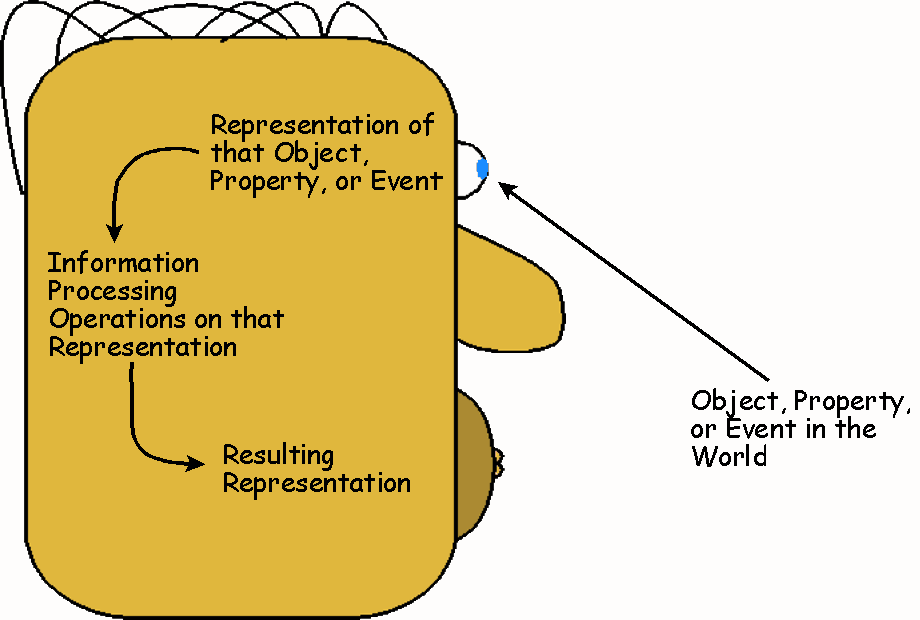 Representation of
that Object,
Property, or Event
Information
Processing
Operations on that
Representation
Resulting
Representation
Object, Property,
or Event in the
World